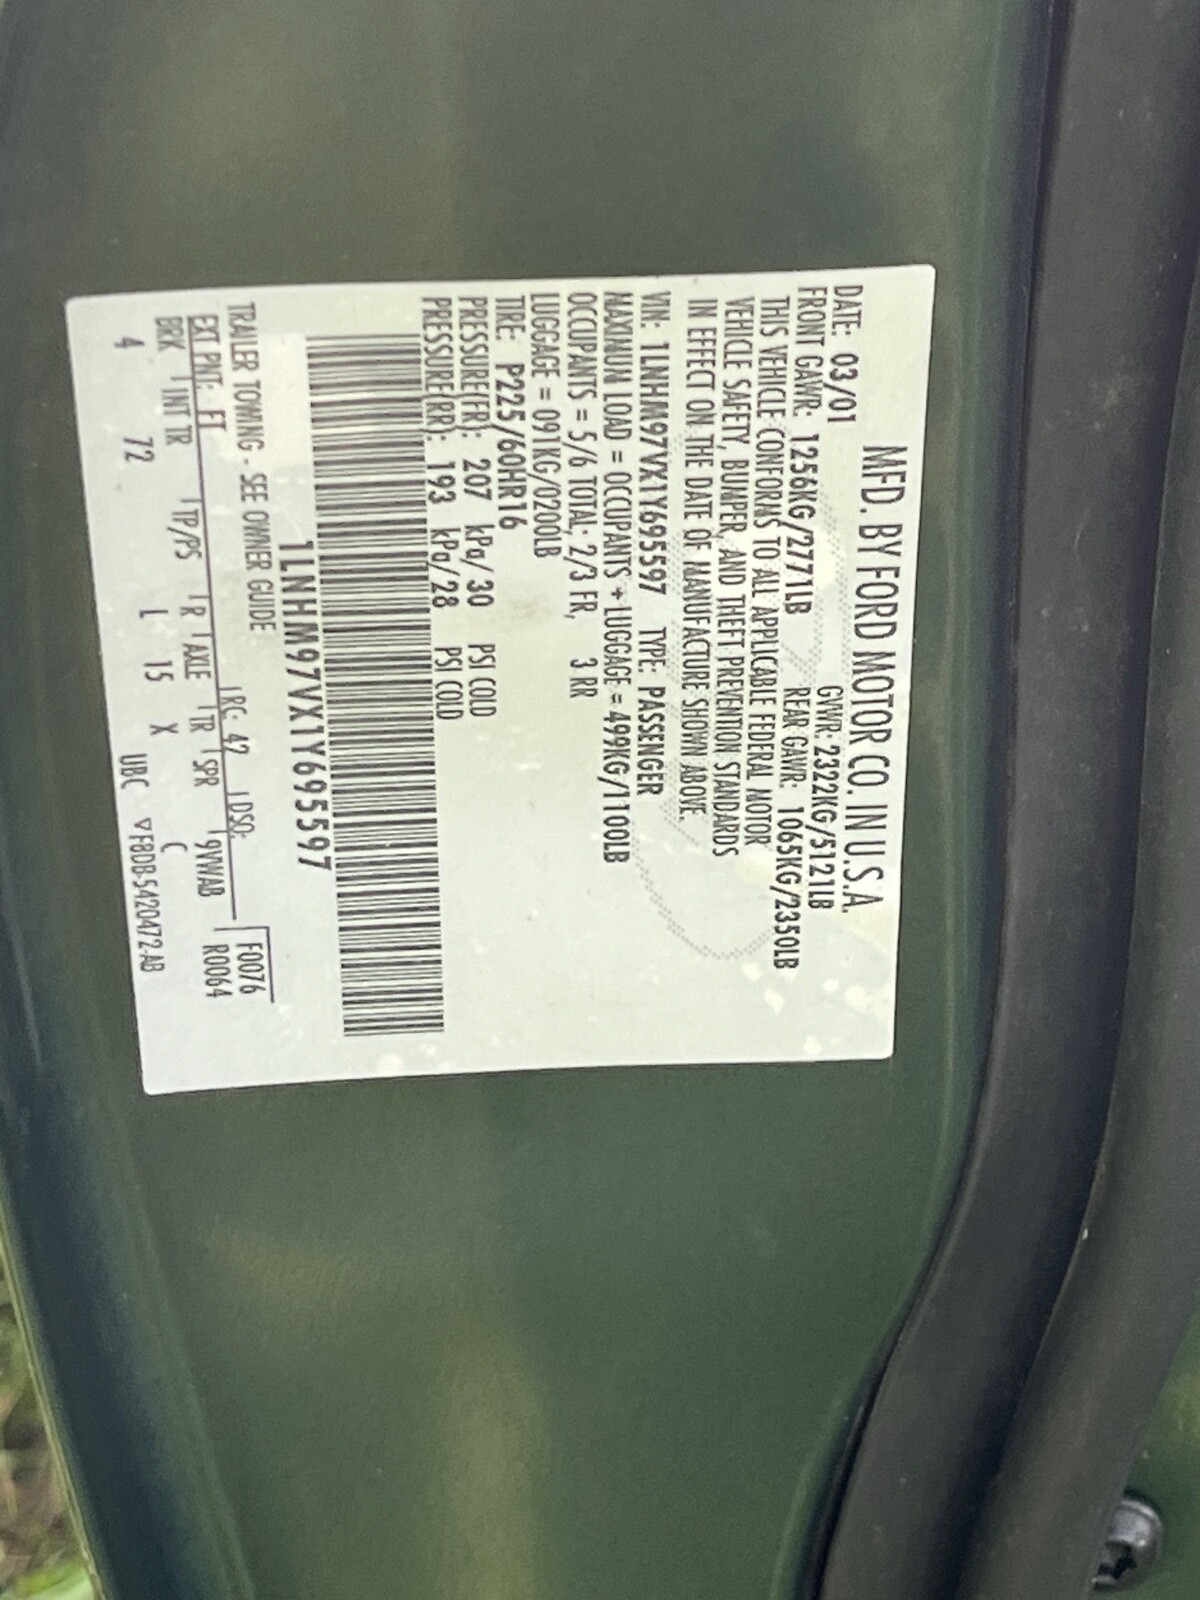 MFD. BY FORD MOTOR CO. IN U.S.A.
DATE: 03/01 GVWR: 2322KG/5121LB
FRONT GAWR: 1256KG/2771LB REAR GAWR: 1065KG/2350LB
THIS VEHICLE CONFORMS TO ALL APPLICABLE FEDERAL MOTOR
VEHICLE SAFETY, BUMPER, AND THEFT PREVENTION STANDARDS
IN EFFECT ON THE DATE OF MANUFACTURE SHOWN ABOVE.
VIN: 1LNHM97VX1Y695597 TYPE: PASSENGER
MAXIMUM LOAD = OCCUPANTS + LUGGAGE = 499KG/1100LB
OCCUPANTS = 5/6 TOTAL; 2/3 FR, 3 RR
LUGGAGE = 091KG/0200LB
TIRE: P225/60HR16
PRESSURE(FR): 207 kPa/30 PSI COLD
PRESSURE(RR): 193 kPa/28 PSI COLD
1LNHM97VX1Y695597
TRAILER TOWING - SEE OWNER GUIDE
F0076
EXT PNT: FT RC: 42 DSO: R0064
BRK INT TR TP/PS R AXLE TR SPR 9VWAB
4 72 L 15 X C
UBC ▽F8DB-5420472-AB